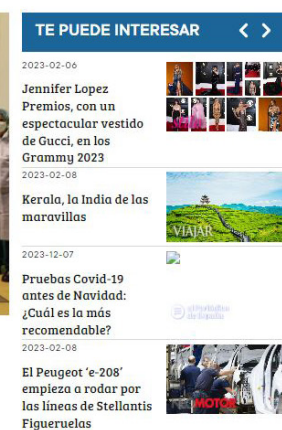 TE PUEDE INTERESAR
2023-02-06
Jennifer Lopez
Premios, con un
espectacular vestido
de Gucci, en los
Grammy 2023
2023-02-08
Kerala, la India de las
maravillas
VIAJAR
2023-12-07
Pruebas Covid-19
antes de Navidad:
¿Cuál es la más
recomendable?
2023-02-08
El Peugeot ‘e-208’
empieza a rodar por
las líneas de Stellantis
Figueruelas
MOTOR